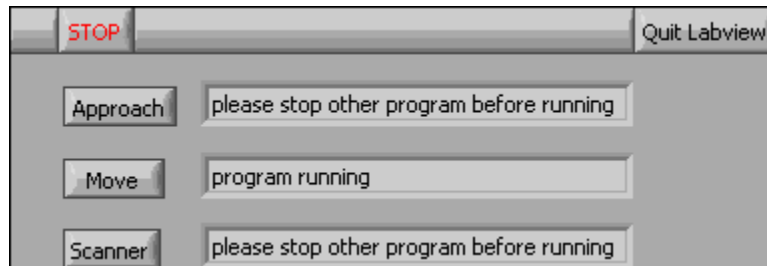 STOP Quit Labview
Approach please stop other program before running
Move program running
Scanner please stop other program before running